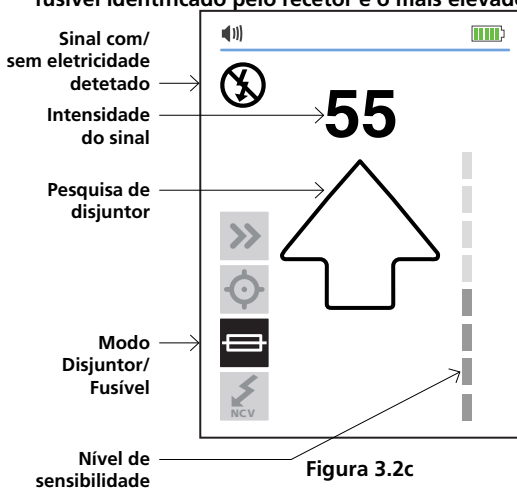 fusível identificado pelo recetor é o mais elevado
Sinal com/
sem eletricidade
detetado
Intensidade
do sinal
Pesquisa de
disjuntor
Modo
Disjuntor/
Fusível
Nível de
sensibilidade
55
NCV
Figura 3.2c